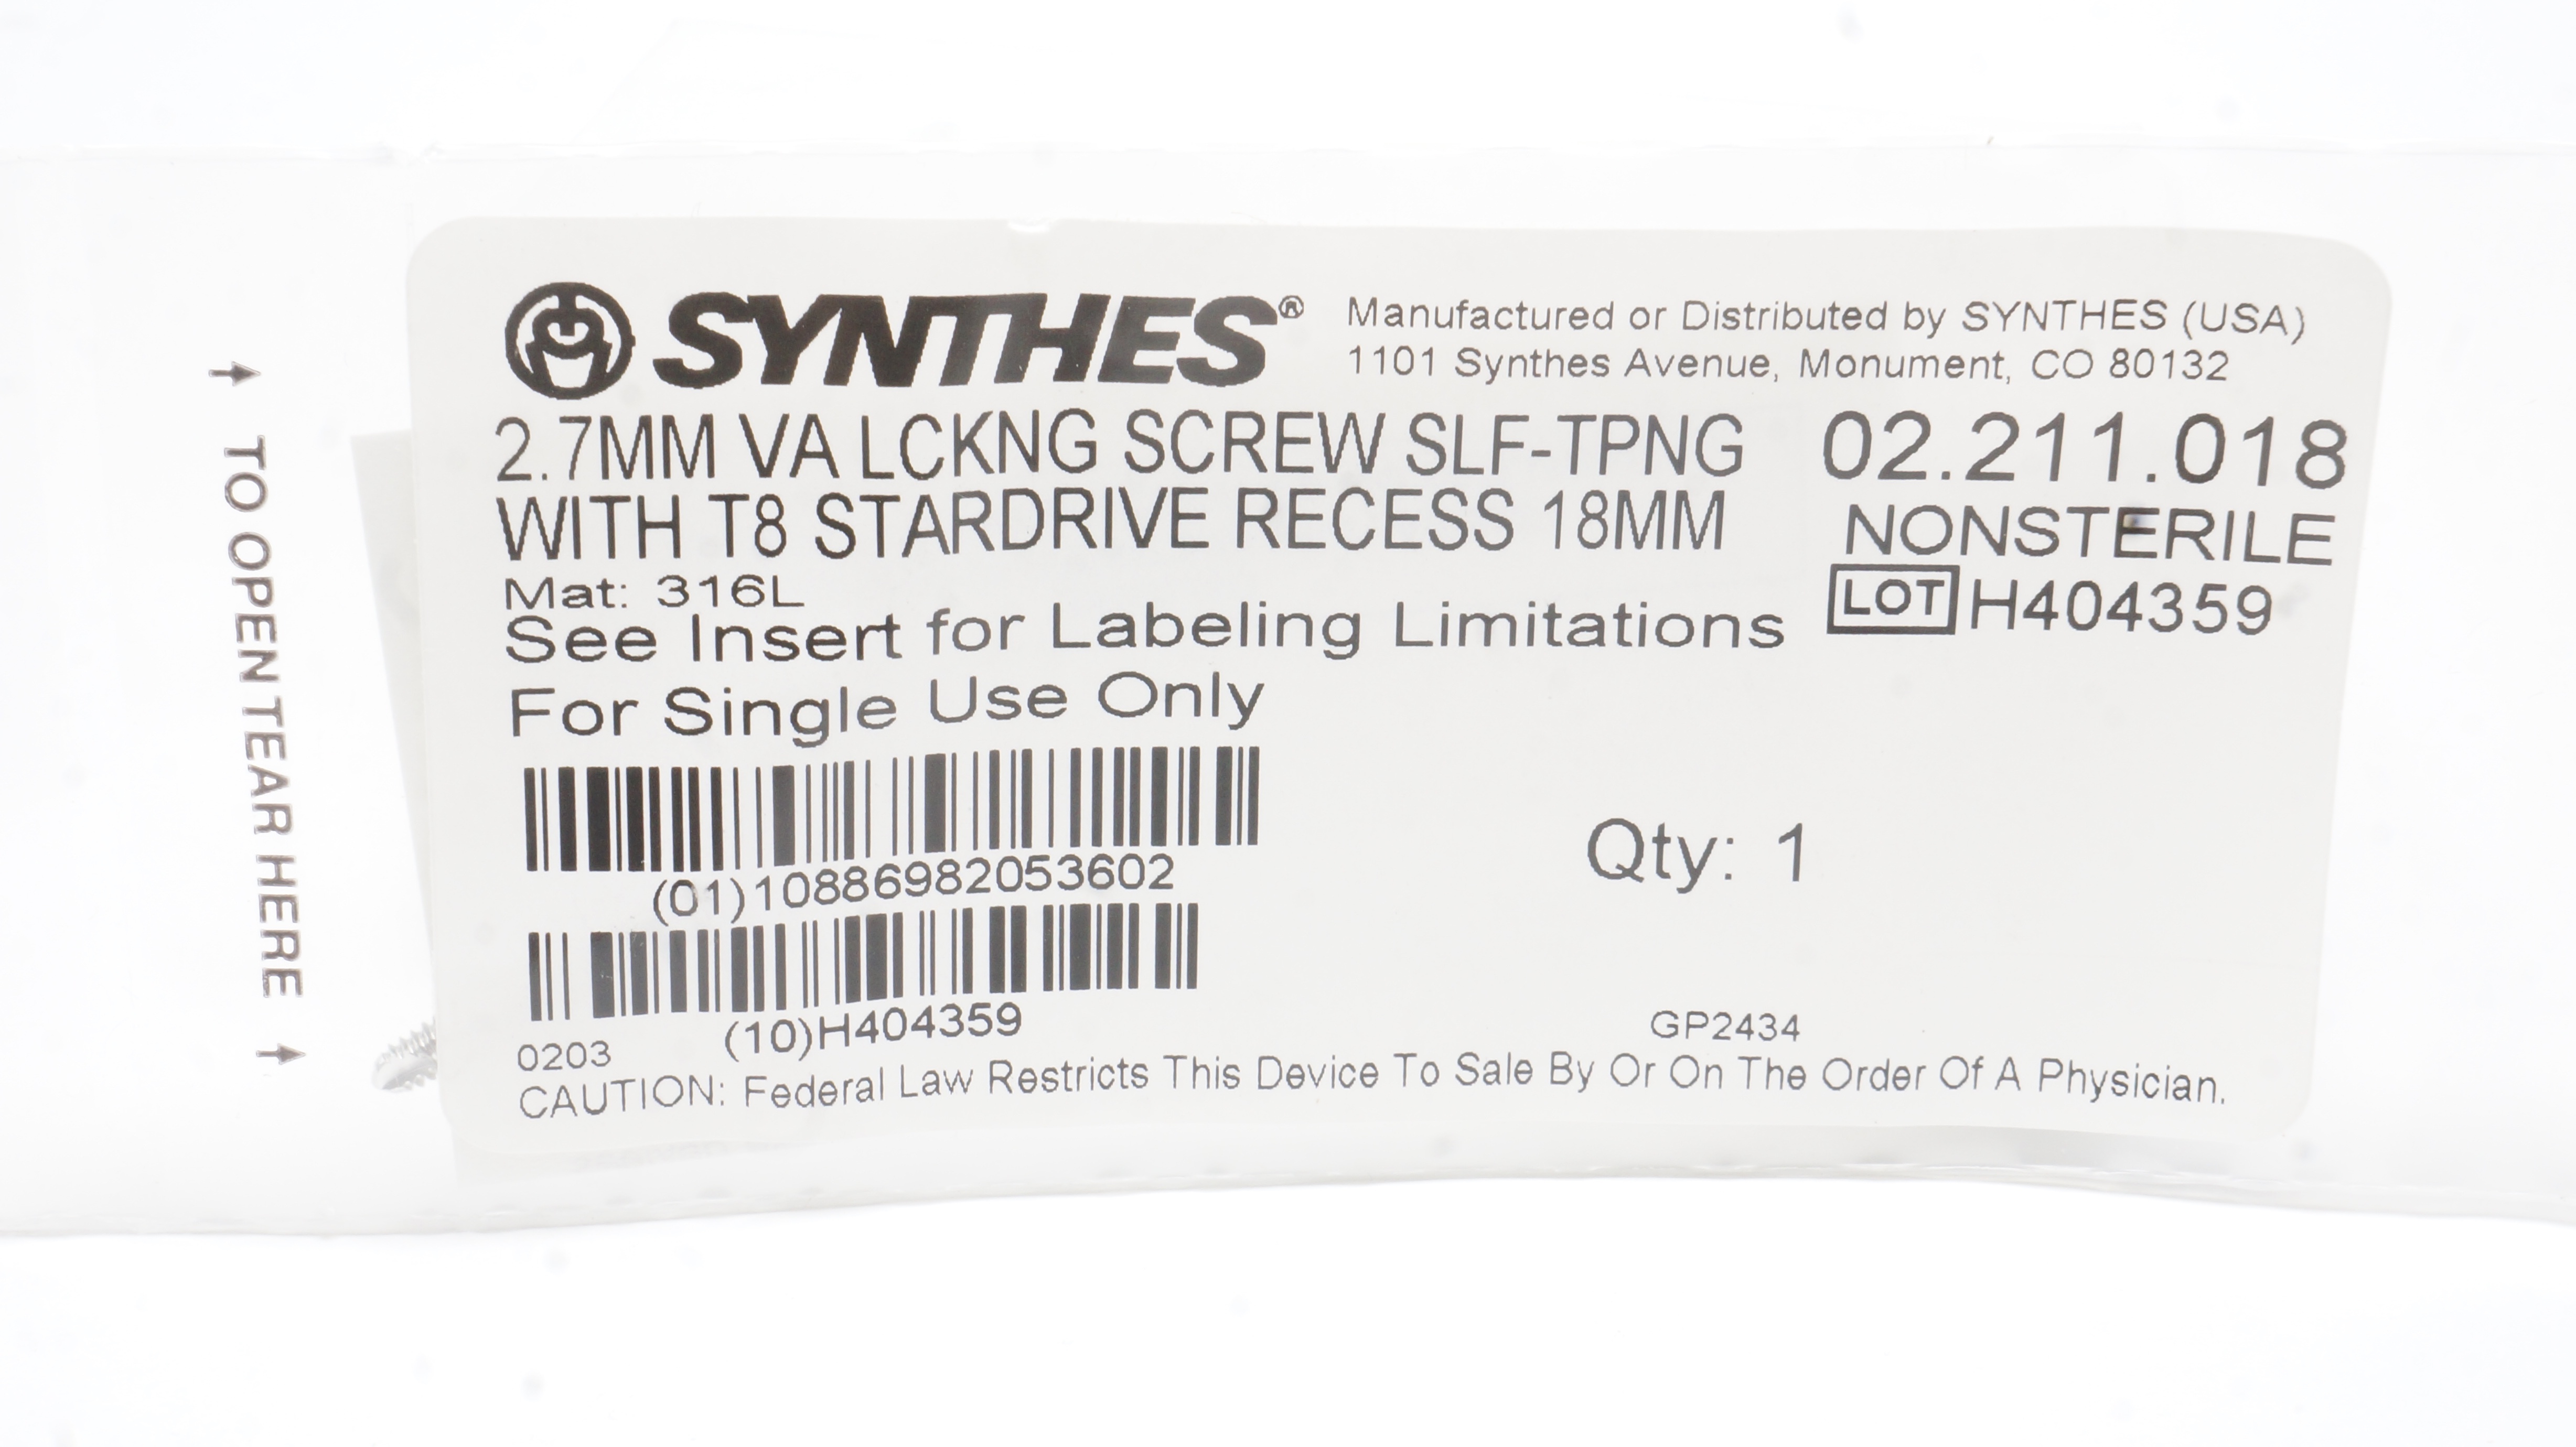 SYNTHES®
Manufactured or Distributed by SYNTHES (USA)
1101 Synthes Avenue, Monument, CO 80132
2.7MM VA LCKNG SCREW SLF-TPNG
WITH T8 STARDRIVE RECESS 18MM
02.211.018
NONSTERILE
LOT H404359
Mat: 316L
See Insert for Labeling Limitations
For Single Use Only
(01)10886982053602
Qty: 1
(10)H404359
0203
GP2434
CAUTION: Federal Law Restricts This Device To Sale By Or On The Order Of A Physician.
TO OPEN TEAR HERE